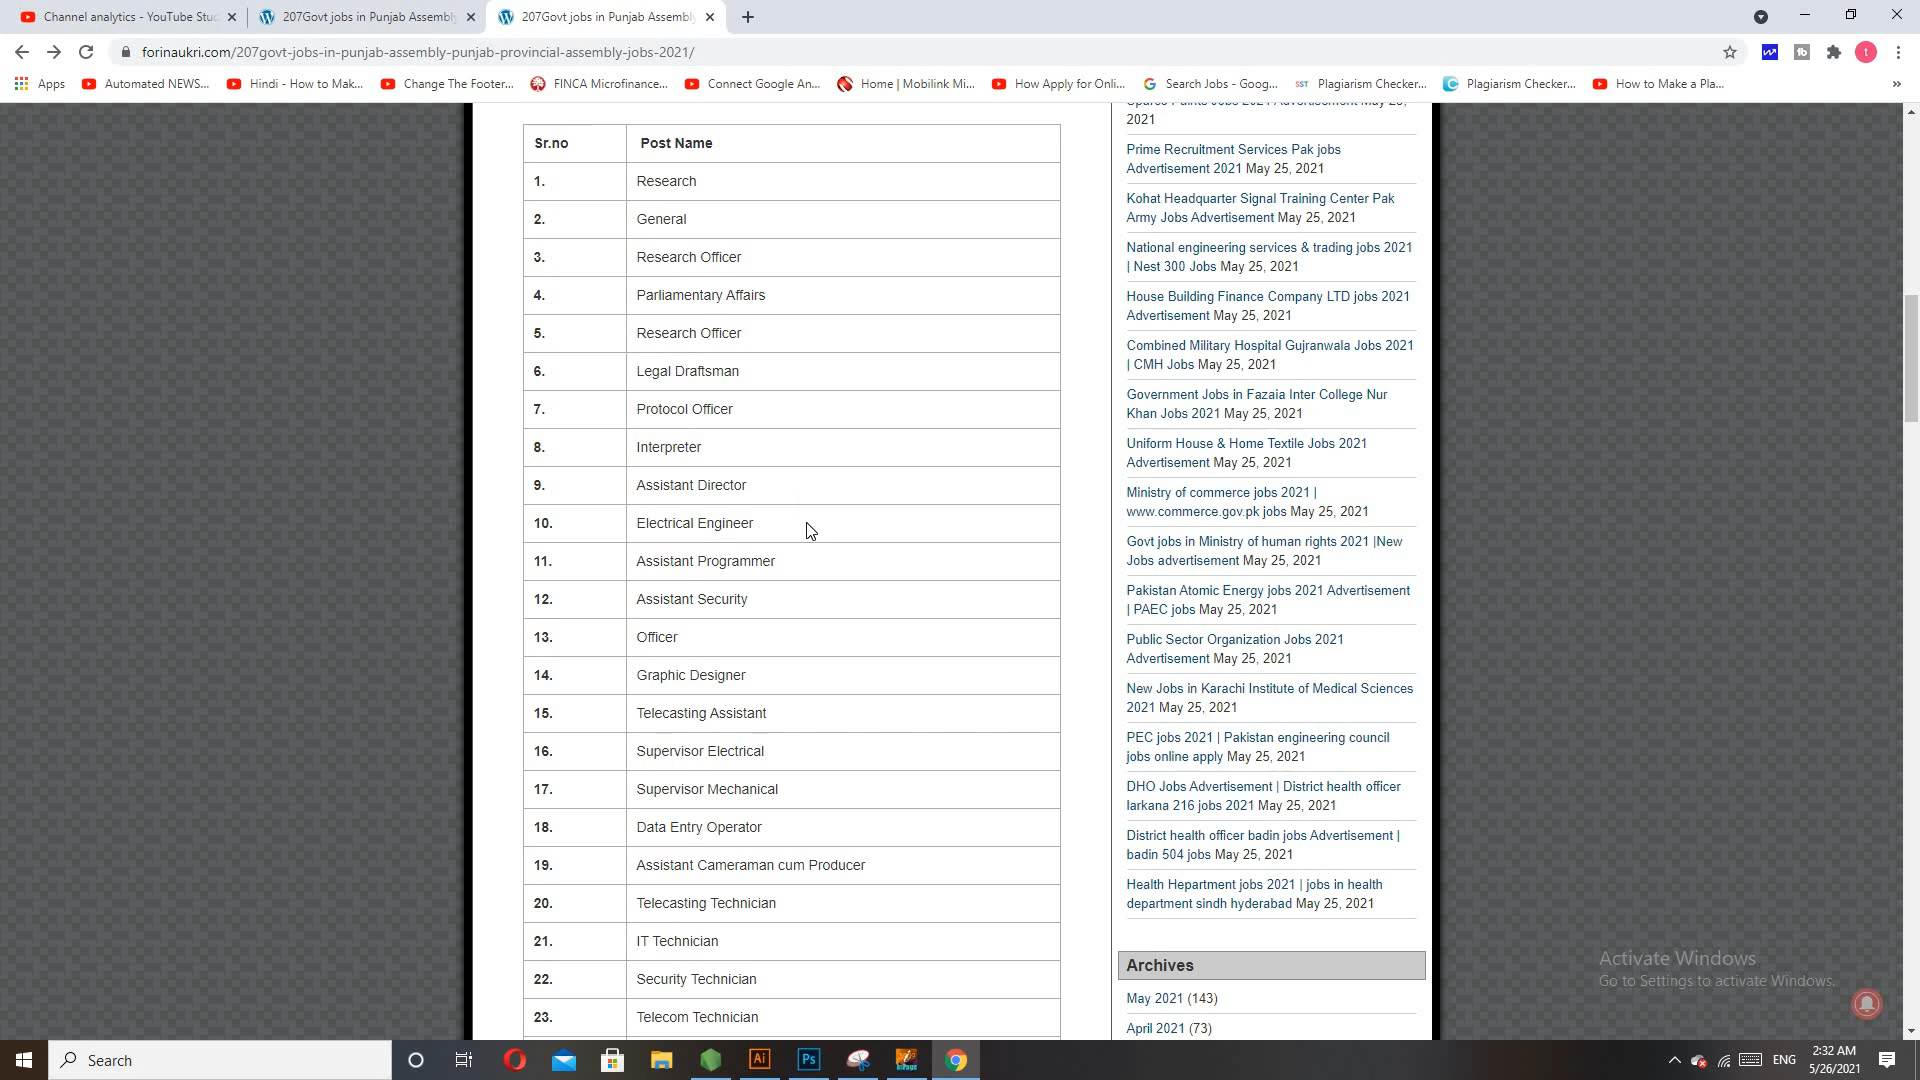 Channel analytics - YouTube Stu
207Govt jobs in Punjab Assembly
207Govt jobs in Punjab Assembly
forinaukri.com/207govt-jobs-in-punjab-assembly-punjab-provincial-assembly-jobs-2021/
t
Apps
Automated NEWS...
Hindi - How to Mak...
Change The Footer...
FINCA Microfinance...
Connect Google An...
Home | Mobilink Mi...
How Apply for Onli...
Search Jobs - Goog...
SST
Plagiarism Checker...
Plagiarism Checker...
How to Make a Pla...
»
Sr.no Post Name
1. Research
2. General
3. Research Officer
4. Parliamentary Affairs
5. Research Officer
6. Legal Draftsman
7. Protocol Officer
8. Interpreter
9. Assistant Director
10. Electrical Engineer
11. Assistant Programmer
12. Assistant Security
13. Officer
14. Graphic Designer
15. Telecasting Assistant
16. Supervisor Electrical
17. Supervisor Mechanical
18. Data Entry Operator
19. Assistant Cameraman cum Producer
20. Telecasting Technician
21. IT Technician
22. Security Technician
23. Telecom Technician
2021
Prime Recruitment Services Pak jobs
Advertisement 2021 May 25, 2021
Kohat Headquarter Signal Training Center Pak
Army Jobs Advertisement May 25, 2021
National engineering services & trading jobs 2021
| Nest 300 Jobs May 25, 2021
House Building Finance Company LTD jobs 2021
Advertisement May 25, 2021
Combined Military Hospital Gujranwala Jobs 2021
| CMH Jobs May 25, 2021
Government Jobs in Fazaia Inter College Nur
Khan Jobs 2021 May 25, 2021
Uniform House & Home Textile Jobs 2021
Advertisement May 25, 2021
Ministry of commerce jobs 2021 |
www.commerce.gov.pk jobs May 25, 2021
Govt jobs in Ministry of human rights 2021 |New
Jobs advertisement May 25, 2021
Pakistan Atomic Energy jobs 2021 Advertisement
| PAEC jobs May 25, 2021
Public Sector Organization Jobs 2021
Advertisement May 25, 2021
New Jobs in Karachi Institute of Medical Sciences
2021 May 25, 2021
PEC jobs 2021 | Pakistan engineering council
jobs online apply May 25, 2021
DHO Jobs Advertisement | District health officer
larkana 216 jobs 2021 May 25, 2021
District health officer badin jobs Advertisement |
badin 504 jobs May 25, 2021
Health Hepartment jobs 2021 | jobs in health
department sindh hyderabad May 25, 2021
Archives
May 2021 (143)
April 2021 (73)
Activate Windows
Go to Settings to activate Windows.
Search
Ai
Ps
ENG
2:32 AM
5/26/2021